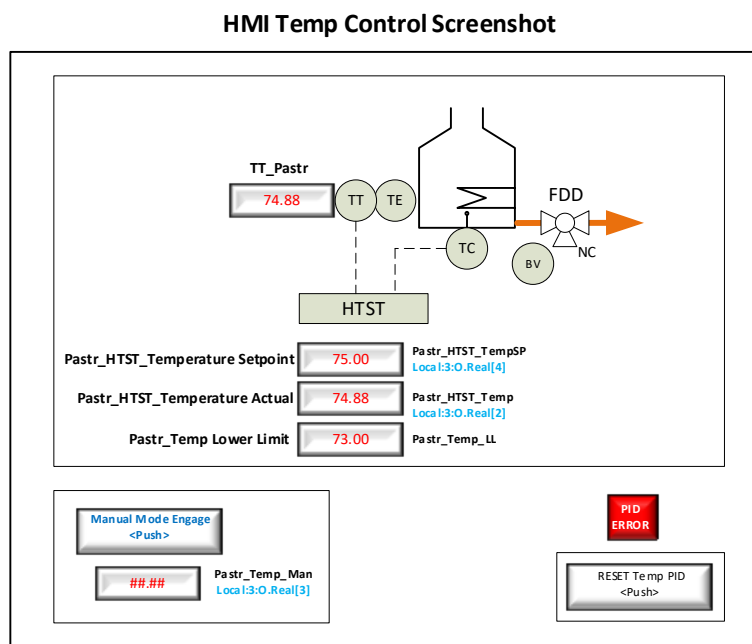 HMI Temp Control Screenshot
TT_Pastr
74.88
TT
TE
FDD
TC
BV
NC
HTST
Pastr_HTST_Temperature Setpoint
75.00
Pastr_HTST_TempSP
Local:3:O.Real[4]
Pastr_HTST_Temperature Actual
74.88
Pastr_HTST_Temp
Local:3:O.Real[2]
Pastr_Temp Lower Limit
73.00
Pastr_Temp_LL
Manual Mode Engage
<Push>
##.##
Pastr_Temp_Man
Local:3:O.Real[3]
PID
ERROR
RESET Temp PID
<Push>